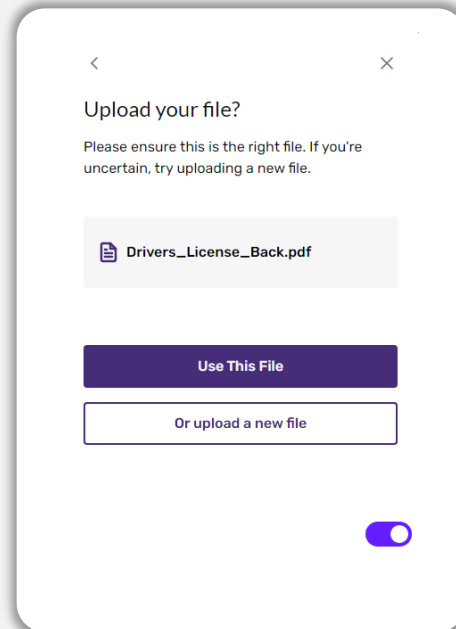 Upload your file?
Please ensure this is the right file. If you're
uncertain, try uploading a new file.
Drivers_License_Back.pdf
Use This File
Or upload a new file